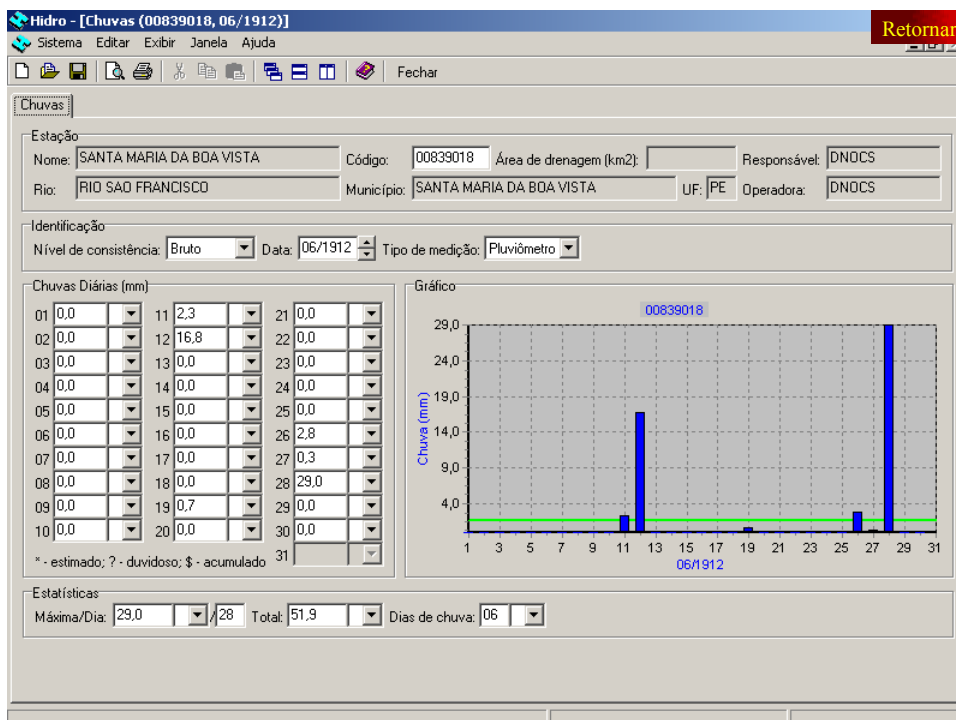 Hidro - [Chuvas (00839018, 06/1912)]
Retornar
Sistema Editar Exibir Janela Ajuda
Fechar
Chuvas
Estação
Nome: SANTA MARIA DA BOA VISTA Código: 00839018 Área de drenagem (km2): Responsável: DNOCS
Rio: RIO SAO FRANCISCO Município: SANTA MARIA DA BOA VISTA UF: PE Operadora: DNOCS
Identificação
Nível de consistência: Bruto Data: 06/1912 Tipo de medição: Pluviômetro
Chuvas Diárias (mm)
01 0,0 11 2,3 21 0,0
02 0,0 12 16,8 22 0,0
03 0,0 13 0,0 23 0,0
04 0,0 14 0,0 24 0,0
05 0,0 15 0,0 25 0,0
06 0,0 16 0,0 26 2,8
07 0,0 17 0,0 27 0,3
08 0,0 18 0,0 28 29,0
09 0,0 19 0,7 29 0,0
10 0,0 20 0,0 30 0,0
* - estimado; ? - duvidoso; $ - acumulado 31
Gráfico
00839018
29,0
24,0
19,0
14,0
9,0
4,0
Chuva (mm)
1 3 5 7 9 11 13 15 17 19 21 23 25 27 29 31
06/1912
Estatísticas
Máxima/Dia: 29,0 / 28 Total: 51,9 Dias de chuva: 06